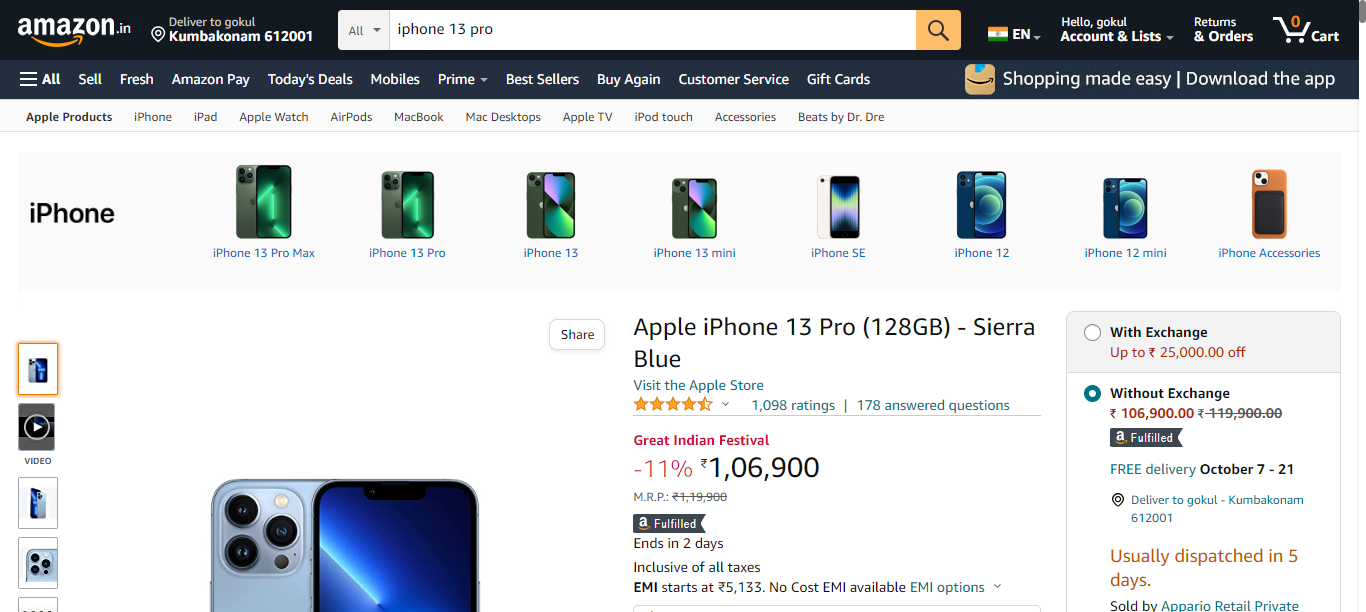 amazon.in
Deliver to gokul
Kumbakonam 612001
All
iphone 13 pro
EN
Hello, gokul
Account & Lists
Returns
& Orders
0
Cart
All Sell Fresh Amazon Pay Today's Deals Mobiles Prime Best Sellers Buy Again Customer Service Gift Cards
Shopping made easy | Download the app
Apple Products iPhone iPad Apple Watch AirPods MacBook Mac Desktops Apple TV iPod touch Accessories Beats by Dr. Dre
iPhone
iPhone 13 Pro Max iPhone 13 Pro iPhone 13 iPhone 13 mini iPhone SE iPhone 12 iPhone 12 mini iPhone Accessories
Share
VIDEO
Apple iPhone 13 Pro (128GB) - Sierra
Blue
Visit the Apple Store
1,098 ratings | 178 answered questions
Great Indian Festival
-11% ₹1,06,900
M.R.P.: ₹1,19,900
a Fulfilled
Ends in 2 days
Inclusive of all taxes
EMI starts at ₹5,133. No Cost EMI available EMI options
With Exchange
Up to ₹ 25,000.00 off
Without Exchange
₹ 106,900.00 ₹ 119,900.00
a Fulfilled
FREE delivery October 7 - 21
Deliver to gokul - Kumbakonam
612001
Usually dispatched in 5
days.
Sold by Appario Retail Private